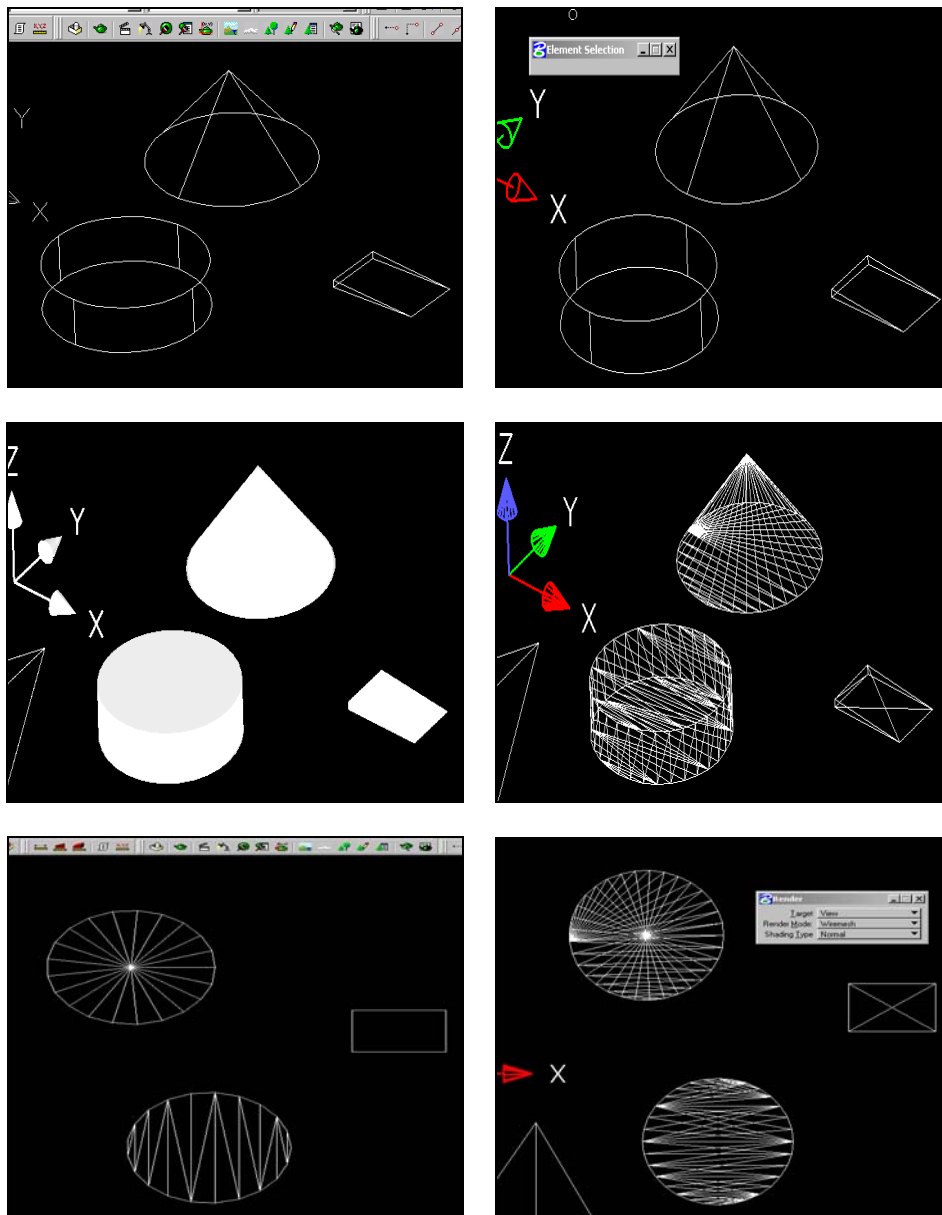 X,Y,Z
Y
X
O
Element Selection
Y
X
Z
Y
X
Z
Y
X
Render
Target View
Render Mode: Wiremesh
Shading Type: Normal
X